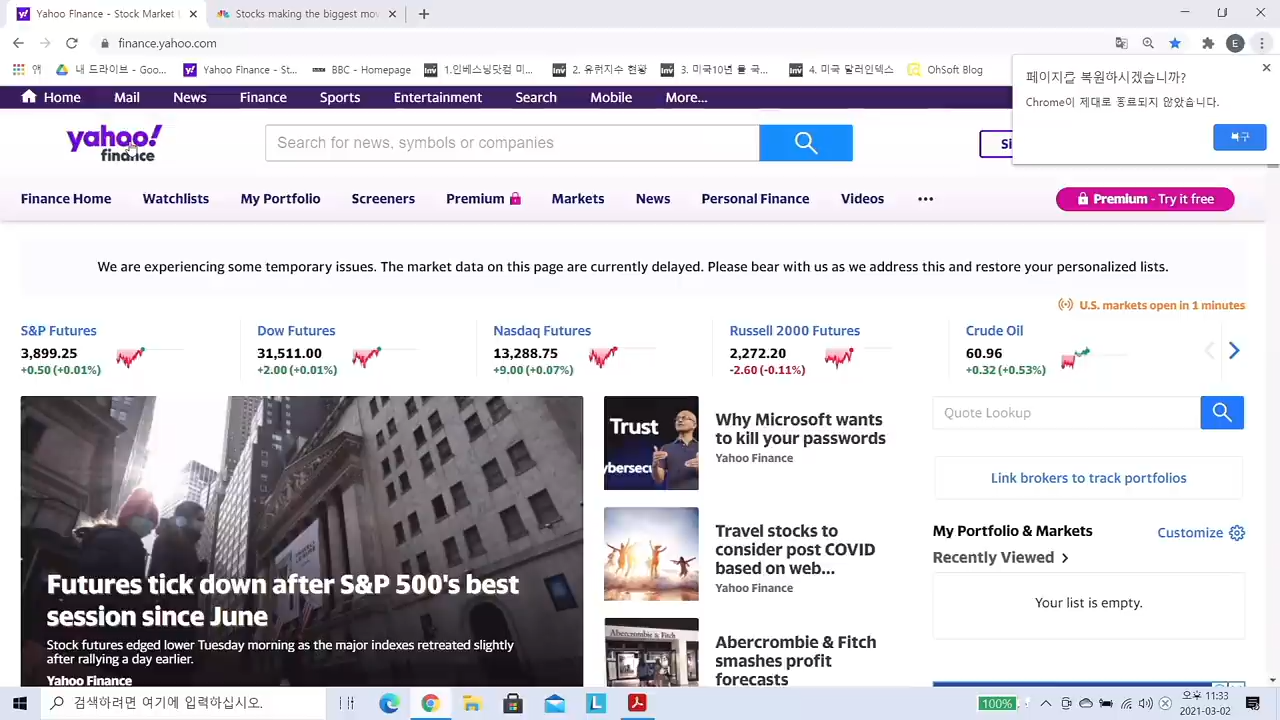 Yahoo Finance - Stock Market
Stocks making the biggest mov
finance.yahoo.com
앱
내 드라이브 - Goo...
Yahoo Finance - St...
BBC - Homepage
1.인베스닝닷컴 미...
2. 유뤄지수 현황
3. 미국10년 률 국...
4. 미국 달러인덱스
OhSoft Blog
페이지를 복원하시겠습니까?
Chrome이 제대로 종료되지 않았습니다.
복구
Home
Mail
News
Finance
Sports
Entertainment
Search
Mobile
More...
yahoo!
finance
Search for news, symbols or companies
Si
Finance Home
Watchlists
My Portfolio
Screeners
Premium
Markets
News
Personal Finance
Videos
Premium - Try it free
We are experiencing some temporary issues. The market data on this page are currently delayed. Please bear with us as we address this and restore your personalized lists.
U.S. markets open in 1 minutes
S&P Futures
3,899.25
+0.50 (+0.01%)
Dow Futures
31,511.00
+2.00 (+0.01%)
Nasdaq Futures
13,288.75
+9.00 (+0.07%)
Russell 2000 Futures
2,272.20
-2.60 (-0.11%)
Crude Oil
60.96
+0.32 (+0.53%)
Futures tick down after S&P 500's best
session since June
Stock futures edged lower Tuesday morning as the major indexes retreated slightly
after rallying a day earlier.
Yahoo Finance
Trust
ybersecu
Why Microsoft wants
to kill your passwords
Yahoo Finance
Travel stocks to
consider post COVID
based on web...
Yahoo Finance
Abercrombie & Fitch
Abercrombie & Fitch
smashes profit
forecasts
Quote Lookup
Link brokers to track portfolios
My Portfolio & Markets
Customize
Recently Viewed
Your list is empty.
검색하려면 여기에 입력하십시오.
100%
오후 11:33
2021-03-02